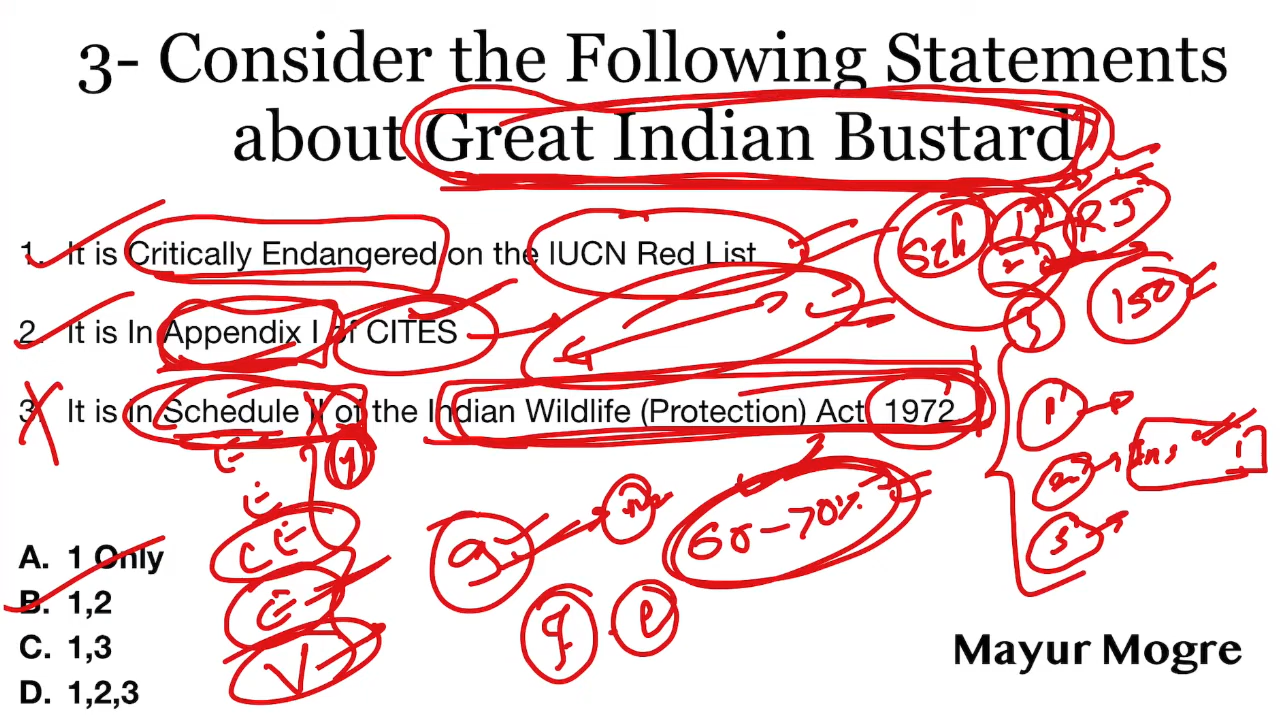 3- Consider the Following Statements
about Great Indian Bustard
1. It is Critically Endangered on the IUCN Red List
2. It is In Appendix I of CITES
3. It is in Schedule II of the Indian Wildlife (Protection) Act 1972
A. 1 Only
B. 1,2
C. 1,3
D. 1,2,3
150
60-70%
Mayur Mogre